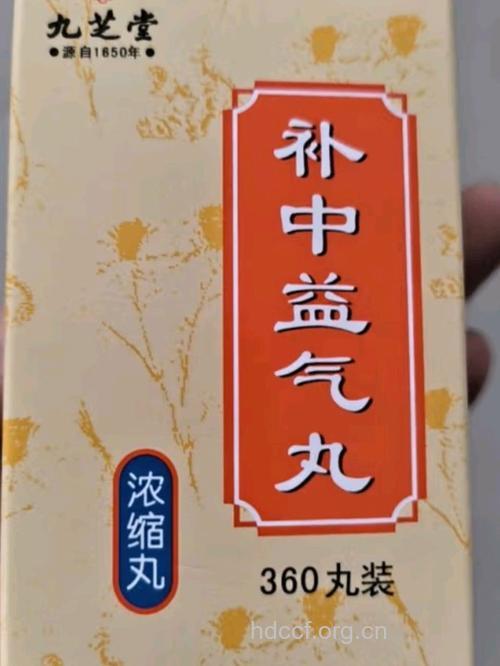 九芝堂
●源自1650年●
补中益气丸
浓缩丸
360丸装
hdccf.org.cn